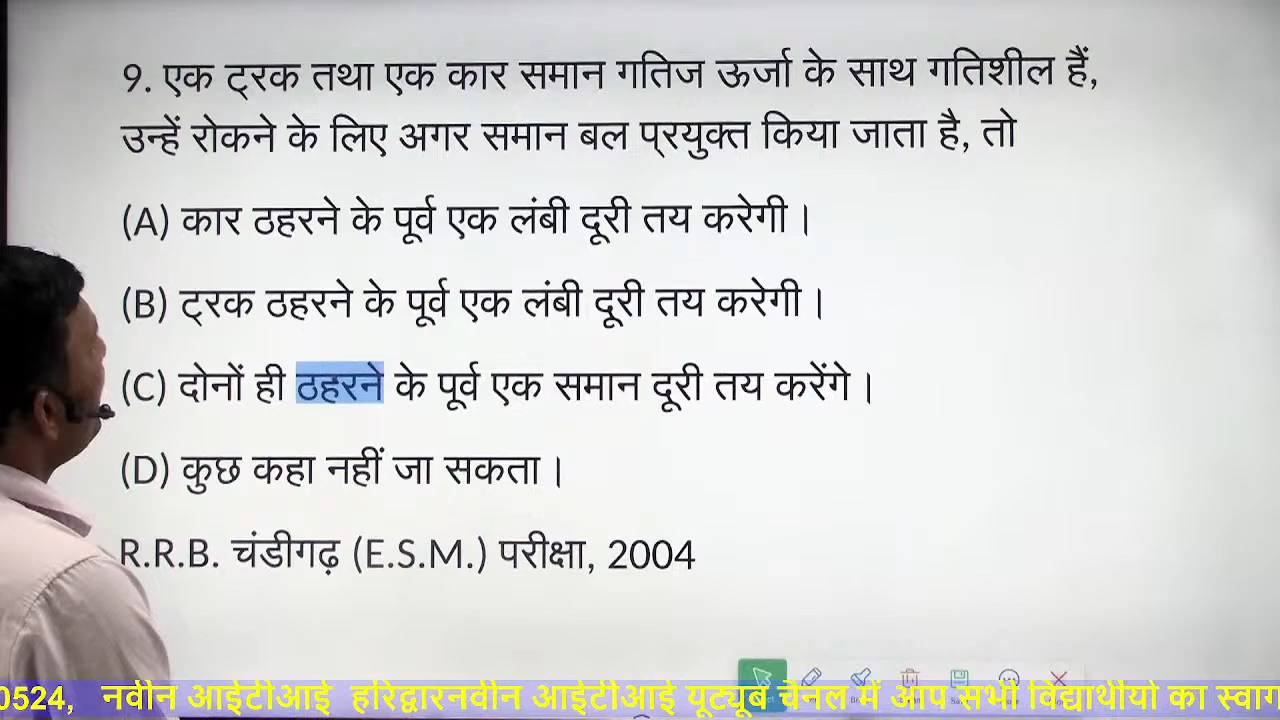 9. एक ट्रक तथा एक कार समान गतिज ऊर्जा के साथ गतिशील हैं,
उन्हें रोकने के लिए अगर समान बल प्रयुक्त किया जाता है, तो
(A) कार ठहरने के पूर्व एक लंबी दूरी तय करेगी।
(B) ट्रक ठहरने के पूर्व एक लंबी दूरी तय करेगी।
(C) दोनों ही ठहरने के पूर्व एक समान दूरी तय करेंगे।
(D) कुछ कहा नहीं जा सकता।
R.R.B. चंडीगढ़ (E.S.M.) परीक्षा, 2004
0524, नवीन आईटीआई हरिद्वारनवीन आईटीआई यूट्यूब चैनल में आप सभी विद्यार्थीयो का स्वाग